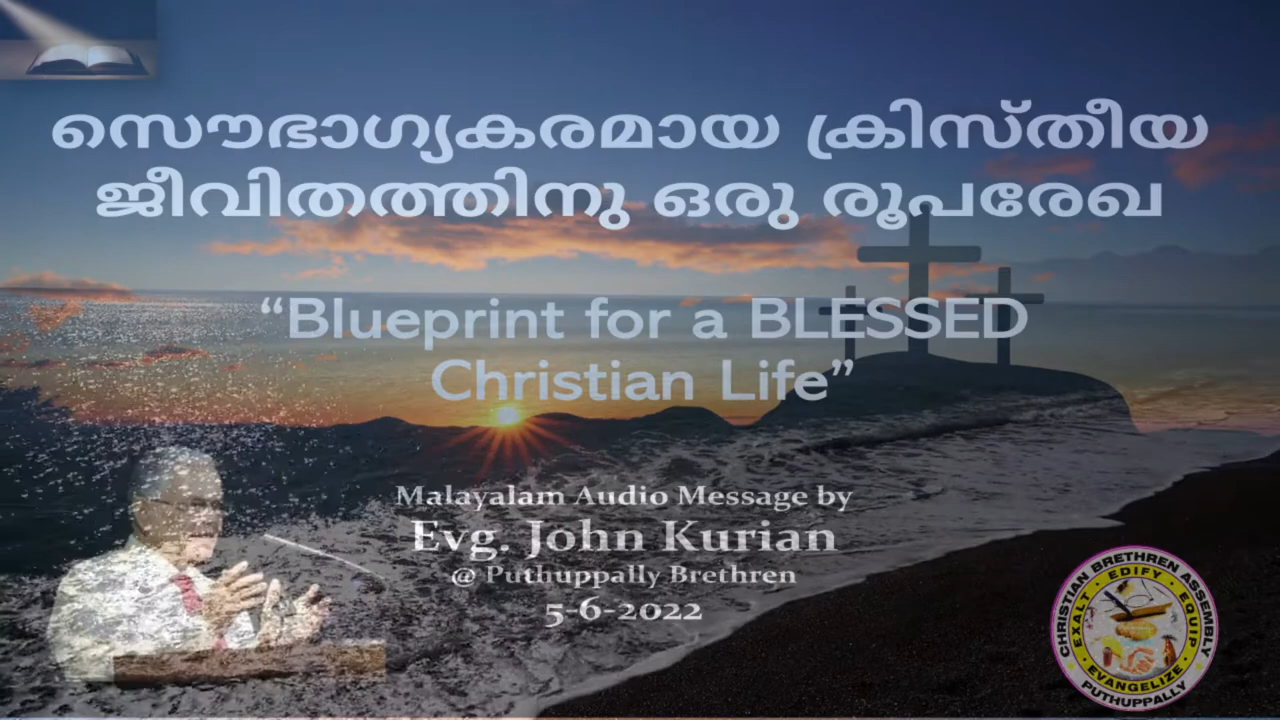 സൌഭാഗ്യകരമായ ക്രിസ്തീയ
ജീവിതത്തിനു ഒരു രൂപരേഖ
“Blueprint for a BLESSED
Christian Life”
Malayalam Audio Message by
Evg. John Kurian
@ Puthuppally Brethren
5-6-2022
CHRISTIAN BRETHREN ASSEMBLY
PUTHUPPALLY
EXALT · EDIFY · EQUIP
· EVANGELIZE ·